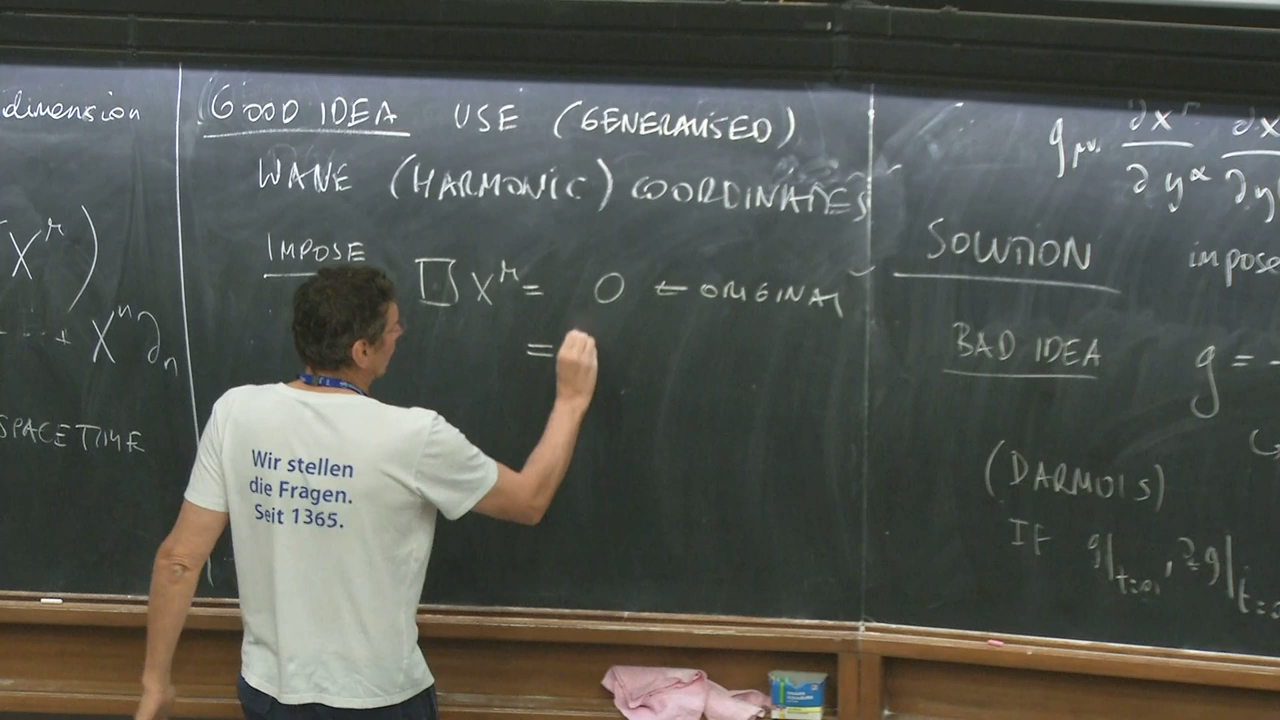 dimension
X^μ)
+ X^n ∂_n
SPACETIME
GOOD IDEA USE (GENERALISED)
WAVE (HARMONIC) COORDINATES
IMPOSE □ X^μ = 0 ← ORIGINAL
=
g_μν ∂x^μ ∂x
∂y^α ∂y
SOLUTION impose
BAD IDEA g = -
(DARMOIS)
IF g|_t=0, ∂g|_t=
Wir stellen
die Fragen.
Seit 1365.